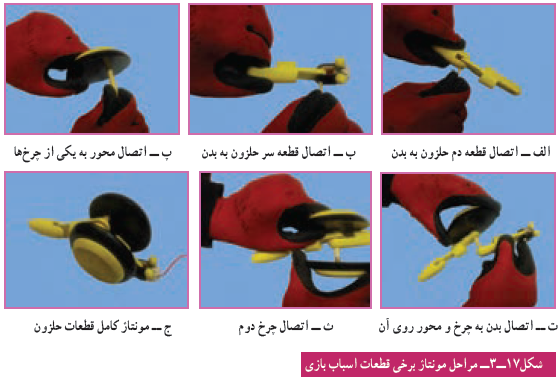 الف ــ اتصال قطعه دم حلزون به بدن
ب ــ اتصال قطعه سر حلزون به بدن
پ ــ اتصال محور به یکی از چرخ‌ها
ت ــ اتصال بدن به چرخ و محور روی آن
ث ــ اتصال چرخ دوم
ج ــ مونتاژ کامل قطعات حلزون
شکل۱۷ــ۳ــ مراحل مونتاژ برخی قطعات اسباب بازی